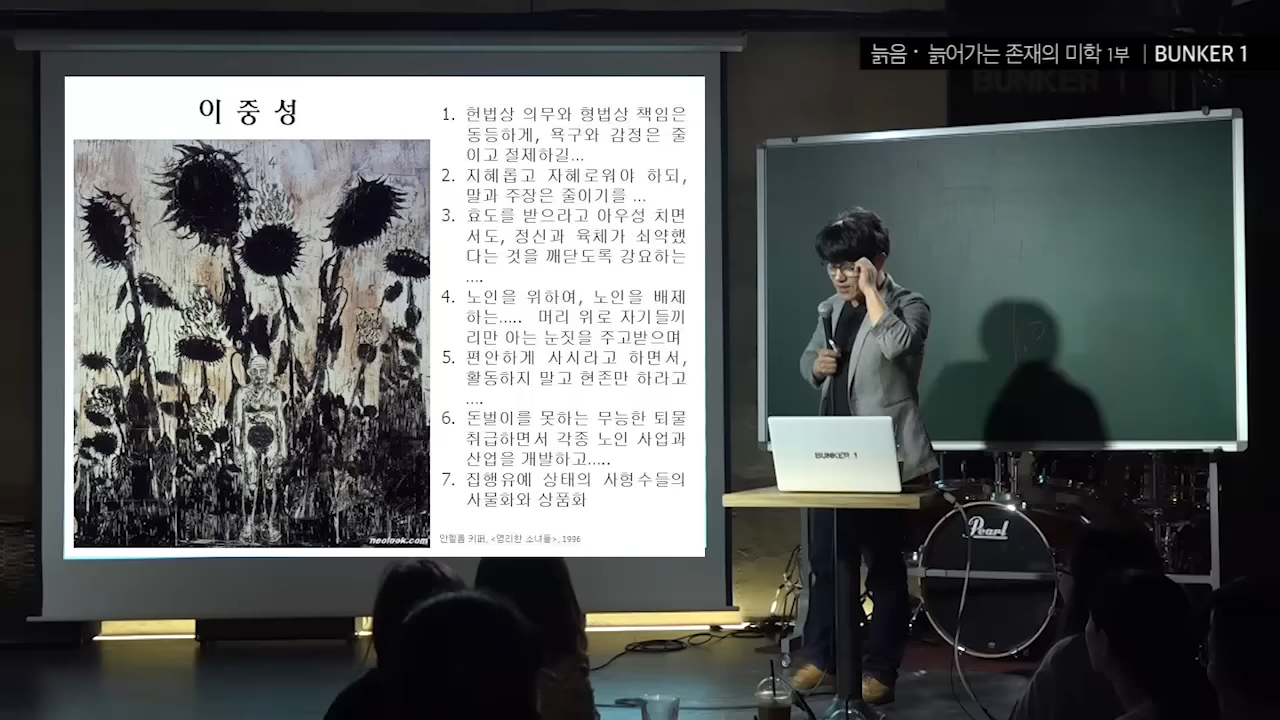 늙음 · 늙어가는 존재의 미학 1부 | BUNKER 1
이 중 성
1. 헌법상 의무와 형법상 책임은
동등하게, 욕구와 감정은 줄
이고 절제하길...
2. 지혜롭고 자혜로워야 하되,
말과 주장은 줄이기를 ...
3. 효도를 받으라고 아우성 치면
서도, 정신과 육체가 쇠약했
다는 것을 깨닫도록 강요하는
....
4. 노인을 위하여, 노인을 배제
하는..... 머리 위로 자기들끼
리만 아는 눈짓을 주고받으며
5. 편안하게 사시라고 하면서,
활동하지 말고 현존만 하라고
....
6. 돈벌이를 못하는 무능한 퇴물
취급하면서 각종 노인 사업과
산업을 개발하고.....
7. 집행유예 상태의 사형수들의
사물화와 상품화
안젤름 키퍼, <영리한 소녀들>, 1996
neolook.com
BUNKER 1
BUNKER 1
Pearl